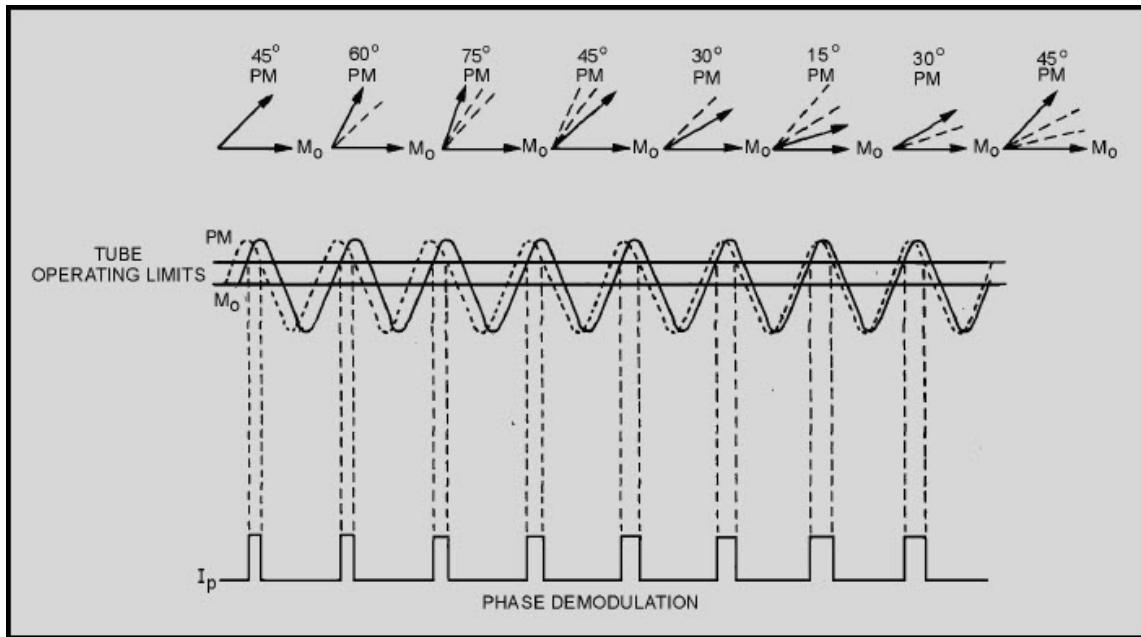 45° 60° 75° 45° 30° 15° 30° 45°
PM PM PM PM PM PM PM PM
M₀ M₀ M₀ M₀ M₀ M₀ M₀ M₀
PM
TUBE
OPERATING LIMITS
M₀
Iₚ
PHASE DEMODULATION